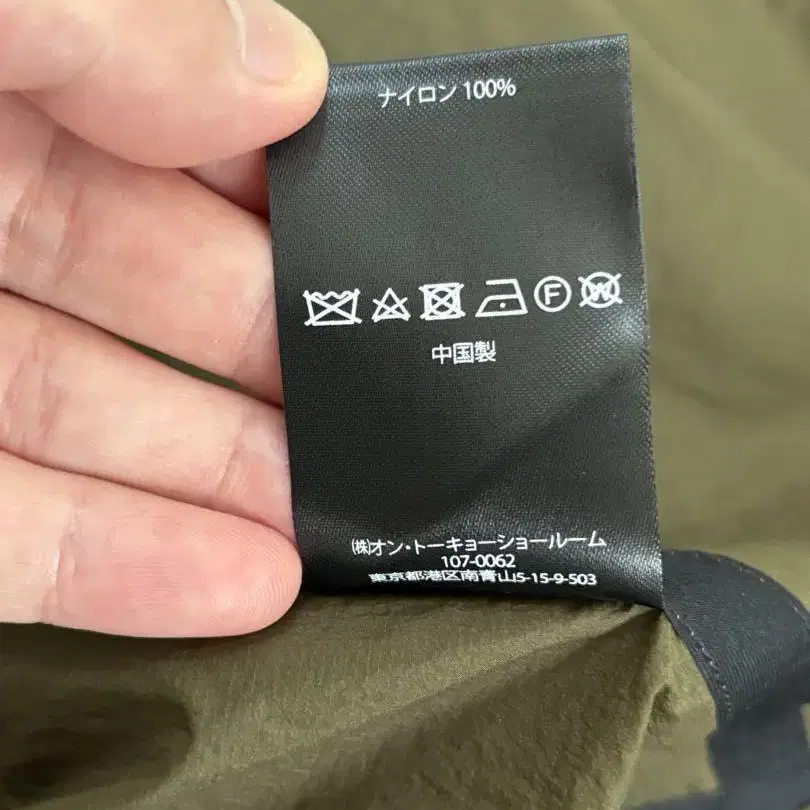 ナイロン 100%
F W
中国製
(株)オン・トーキョーショールーム
107-0062
東京都港区南青山5-15-9-503